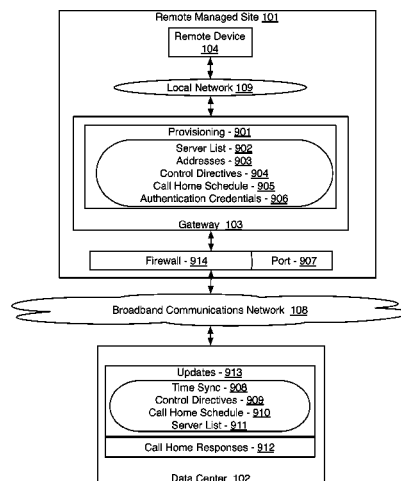 Remote Managed Site 101
Remote Device
104
Local Network 109
Provisioning - 901
Server List - 902
Addresses - 903
Control Directives - 904
Call Home Schedule - 905
Authentication Credentials - 906
Gateway 103
Firewall - 914
Port - 907
Broadband Communications Network 108
Updates - 913
Time Sync - 908
Control Directives - 909
Call Home Schedule - 910
Server List - 911
Call Home Responses - 912
Data Center 102